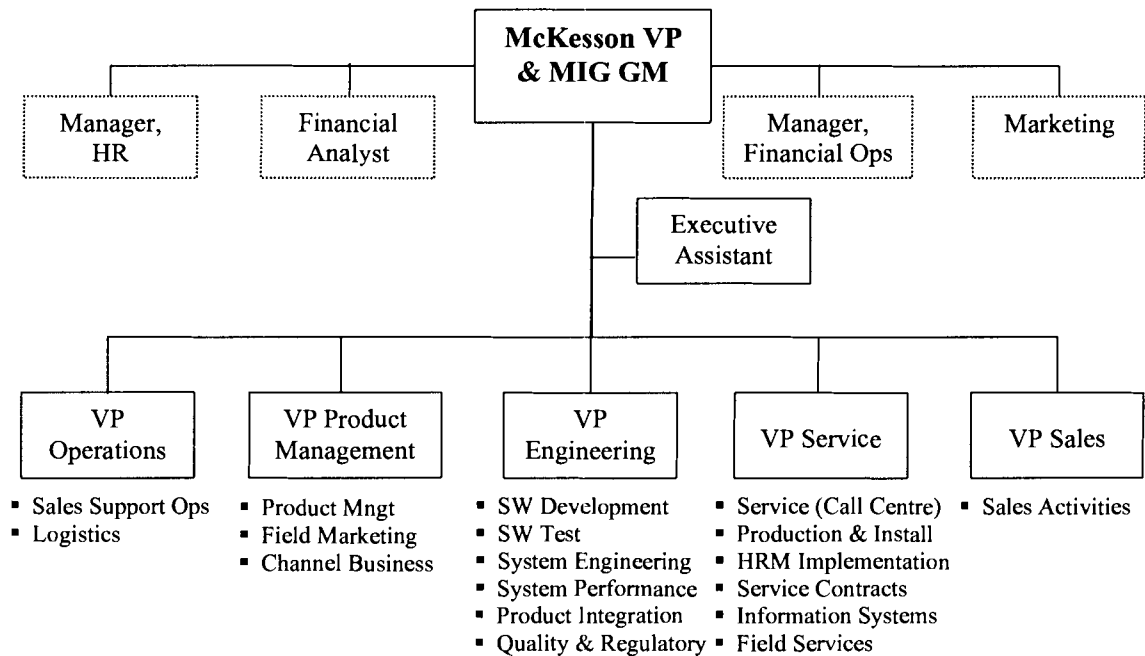 McKesson VP
& MIG GM
Manager,
HR
Financial
Analyst
Manager,
Financial Ops
Marketing
Executive
Assistant
VP
Operations
VP Product
Management
VP
Engineering
VP Service
VP Sales
▪ Sales Support Ops
▪ Logistics
▪ Product Mngt
▪ Field Marketing
▪ Channel Business
▪ SW Development
▪ SW Test
▪ System Engineering
▪ System Performance
▪ Product Integration
▪ Quality & Regulatory
▪ Service (Call Centre)
▪ Production & Install
▪ HRM Implementation
▪ Service Contracts
▪ Information Systems
▪ Field Services
▪ Sales Activities